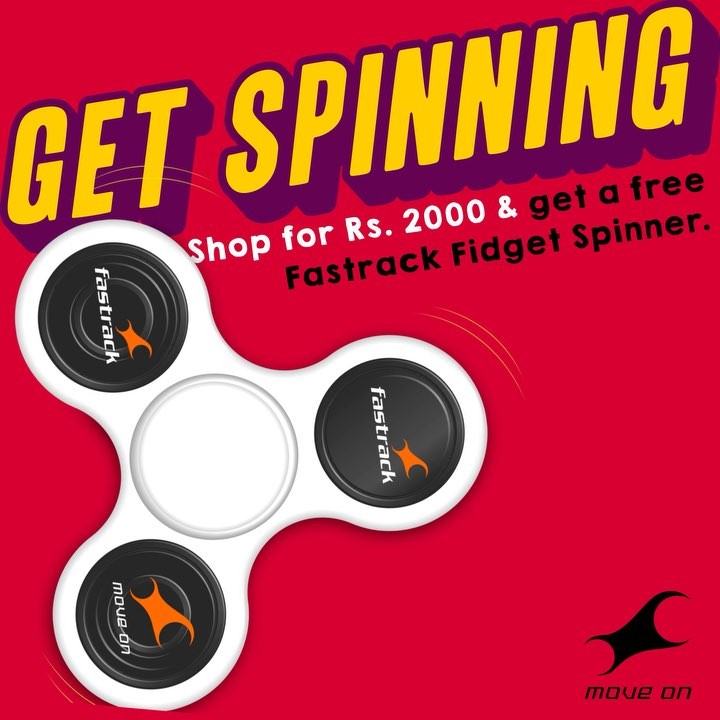 GET SPINNING
Shop for Rs. 2000 & get a free
Fastrack Fidget Spinner.
fastrack
fastrack
move on
move on